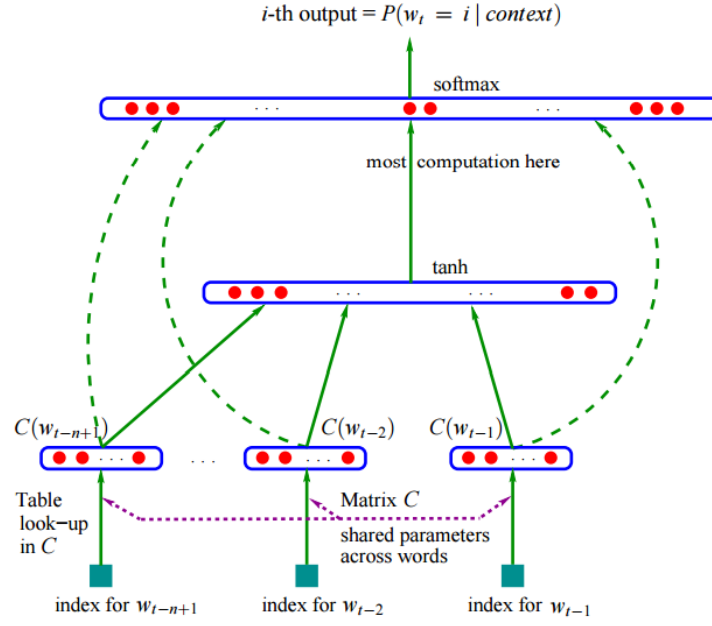 i-th output = P(w_t = i | context)
softmax
. . .
. . .
most computation here
tanh
. . .
. . .
C(w_{t−n+1})
C(w_{t−2})
C(w_{t−1})
. . .
. . .
. . .
. . .
Table
look−up
in C
Matrix C
shared parameters
across words
index for w_{t−n+1}
index for w_{t−2}
index for w_{t−1}